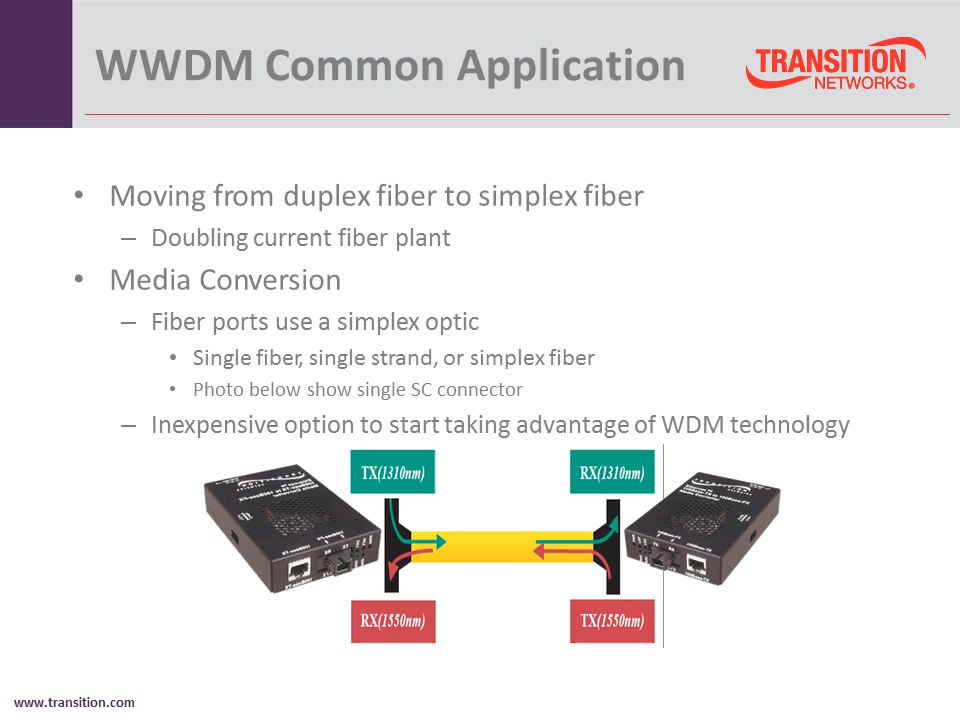 WWDM Common Application
TRANSITION
NETWORKS®
• Moving from duplex fiber to simplex fiber
– Doubling current fiber plant
• Media Conversion
– Fiber ports use a simplex optic
• Single fiber, single strand, or simplex fiber
• Photo below show single SC connector
– Inexpensive option to start taking advantage of WDM technology
TX(1310nm)
RX(1310nm)
RX(1550nm)
TX(1550nm)
www.transition.com